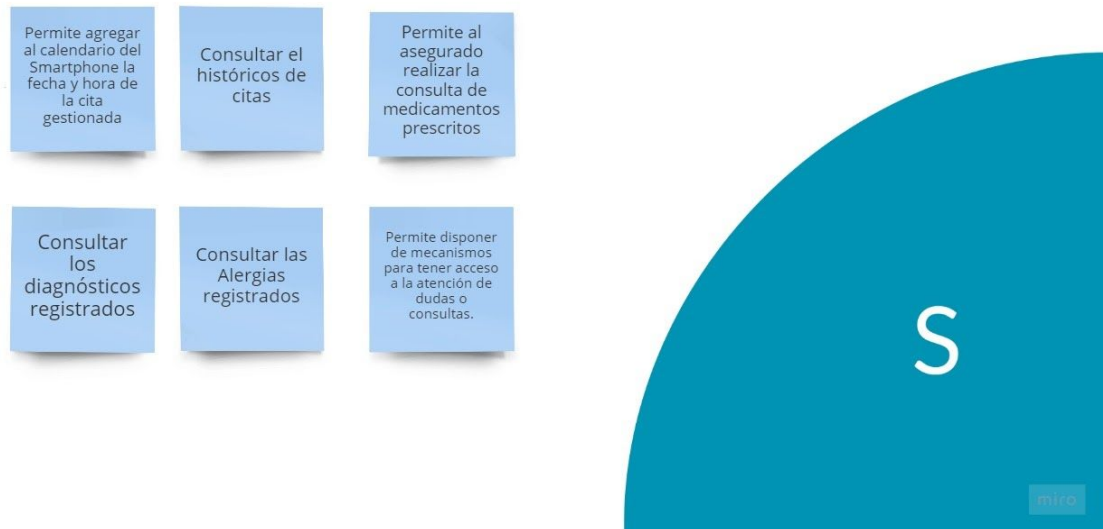 Permite agregar
al calendario del
Smartphone la
fecha y hora de
la cita
gestionada
Consultar el
históricos de
citas
Permite al
asegurado
realizar la
consulta de
medicamentos
prescritos
Consultar
los
diagnósticos
registrados
Consultar las
Alergias
registrados
Permite disponer
de mecanismos
para tener acceso
a la atención de
dudas o
consultas.
S
miro